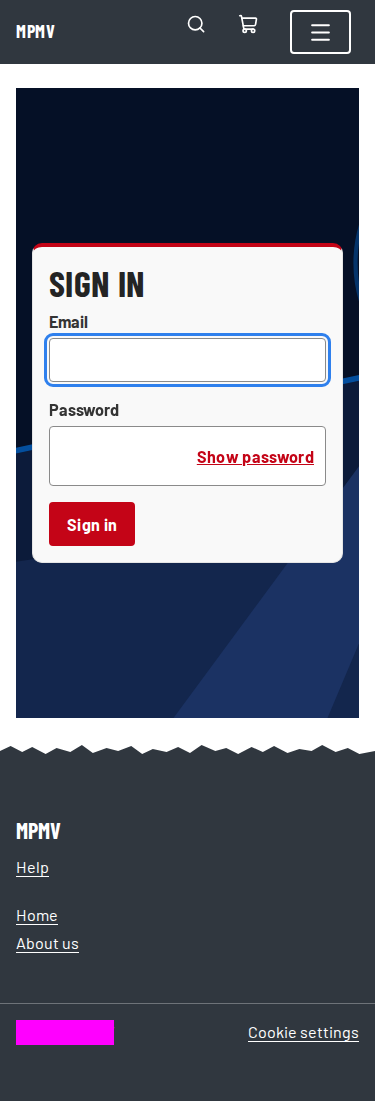 MPMV
SIGN IN
Email
Password
Show password
Sign in
MPMV
Help
Home
About us
Cookie settings